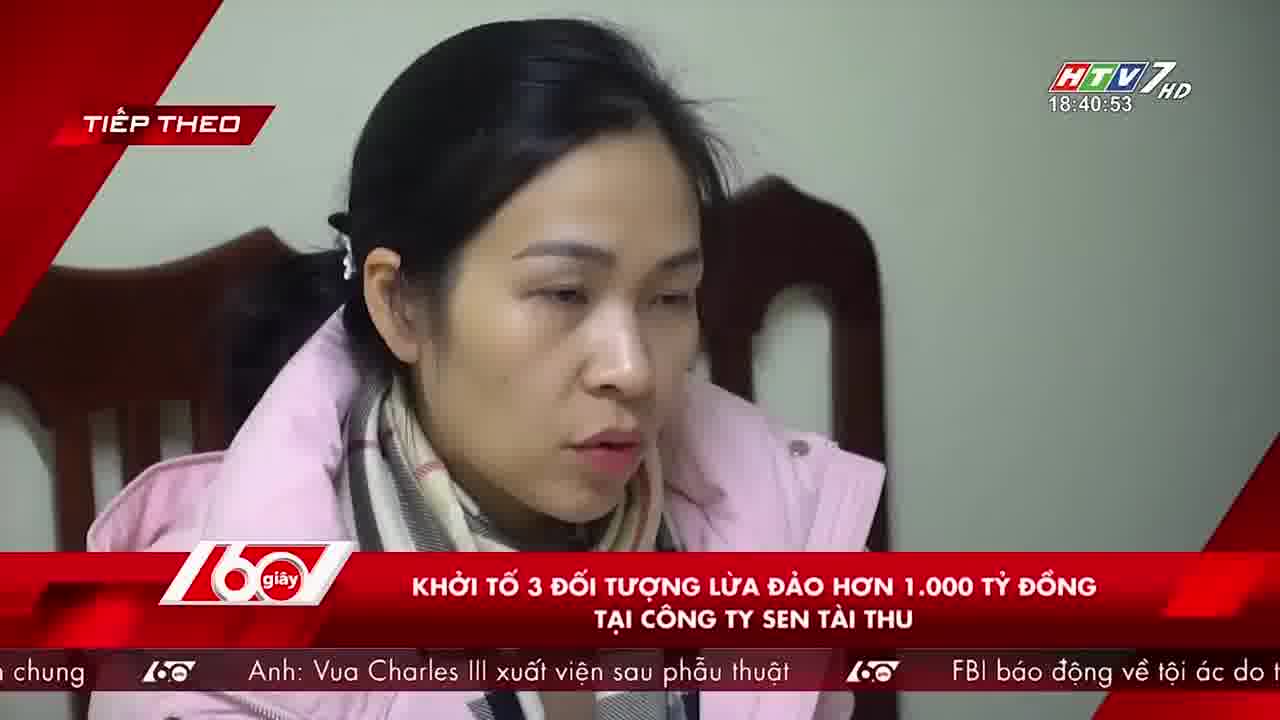 HTV7 HD
18:40:53
TIẾP THEO
60 giây
KHỞI TỐ 3 ĐỐI TƯỢNG LỪA ĐẢO HƠN 1.000 TỶ ĐỒNG
TẠI CÔNG TY SEN TÀI THU
chung 60 Anh: Vua Charles III xuất viện sau phẫu thuật 60 FBI báo động về tội ác do